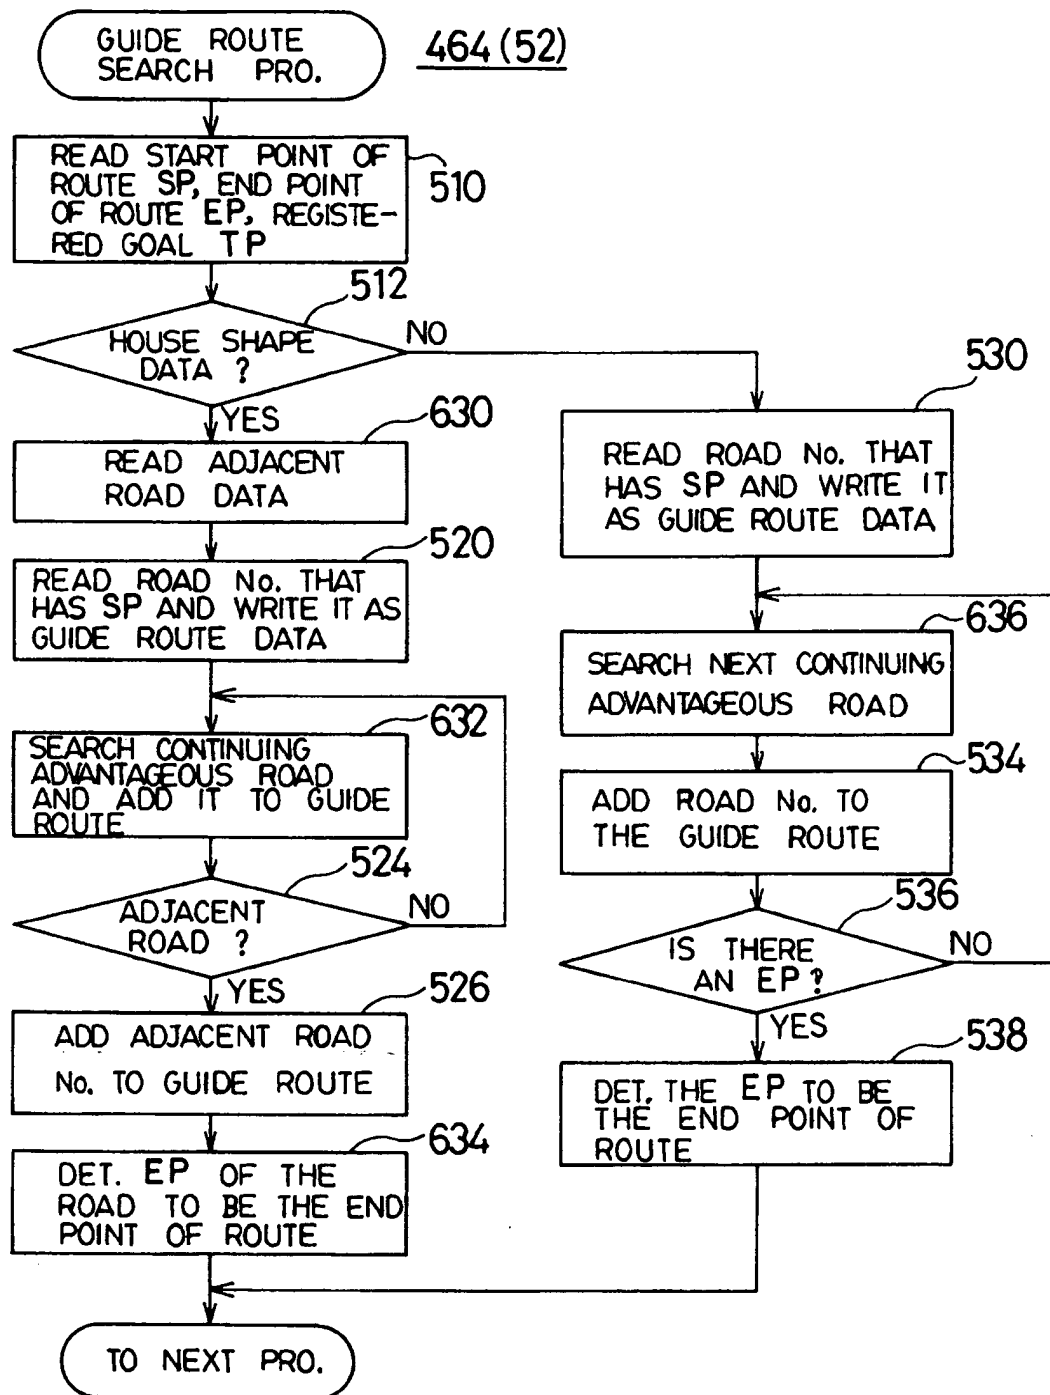 GUIDE ROUTE
SEARCH PRO.
464 (52)
READ START POINT OF
ROUTE SP, END POINT
OF ROUTE EP, REGISTE-
RED GOAL TP
510
512
HOUSE SHAPE
DATA ?
NO
YES
630
READ ADJACENT
ROAD DATA
520
READ ROAD No. THAT
HAS SP AND WRITE IT AS
GUIDE ROUTE DATA
632
SEARCH CONTINUING
ADVANTAGEOUS ROAD
AND ADD IT TO GUIDE
ROUTE
524
ADJACENT
ROAD ?
NO
YES
526
ADD ADJACENT ROAD
No. TO GUIDE ROUTE
634
DET. EP OF THE
ROAD TO BE THE END
POINT OF ROUTE
530
READ ROAD No. THAT
HAS SP AND WRITE IT
AS GUIDE ROUTE DATA
636
SEARCH NEXT CONTINUING
ADVANTAGEOUS ROAD
534
ADD ROAD No. TO
THE GUIDE ROUTE
536
IS THERE
AN EP?
NO
YES
538
DET. THE EP TO BE
THE END POINT OF
ROUTE
TO NEXT PRO.